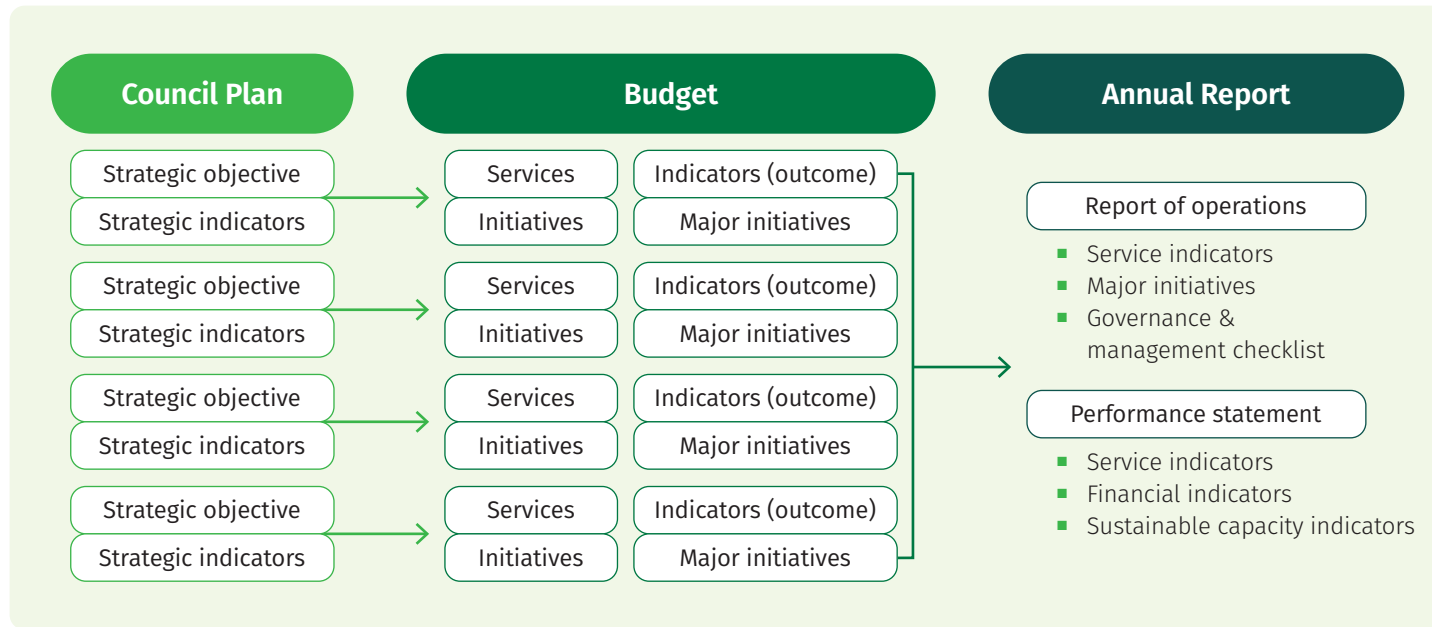 Council Plan
Strategic objective
Strategic indicators
Strategic objective
Strategic indicators
Strategic objective
Strategic indicators
Strategic objective
Strategic indicators
Budget
Services
Indicators (outcome)
Initiatives
Major initiatives
Services
Indicators (outcome)
Initiatives
Major initiatives
Services
Indicators (outcome)
Initiatives
Major initiatives
Services
Indicators (outcome)
Initiatives
Major initiatives
Annual Report
Report of operations
Service indicators
Major initiatives
Governance &
management checklist
Performance statement
Service indicators
Financial indicators
Sustainable capacity indicators